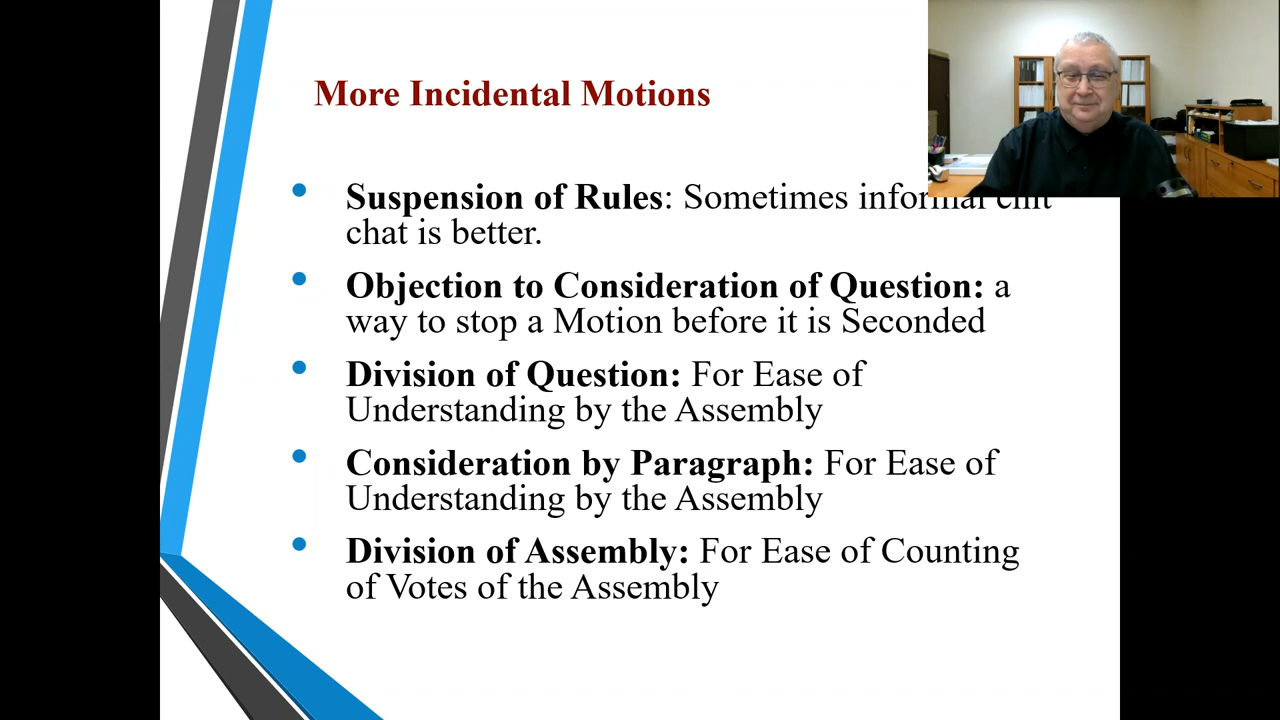 More Incidental Motions
• Suspension of Rules: Sometimes informal chit
chat is better.
• Objection to Consideration of Question: a
way to stop a Motion before it is Seconded
• Division of Question: For Ease of
Understanding by the Assembly
• Consideration by Paragraph: For Ease of
Understanding by the Assembly
• Division of Assembly: For Ease of Counting
of Votes of the Assembly